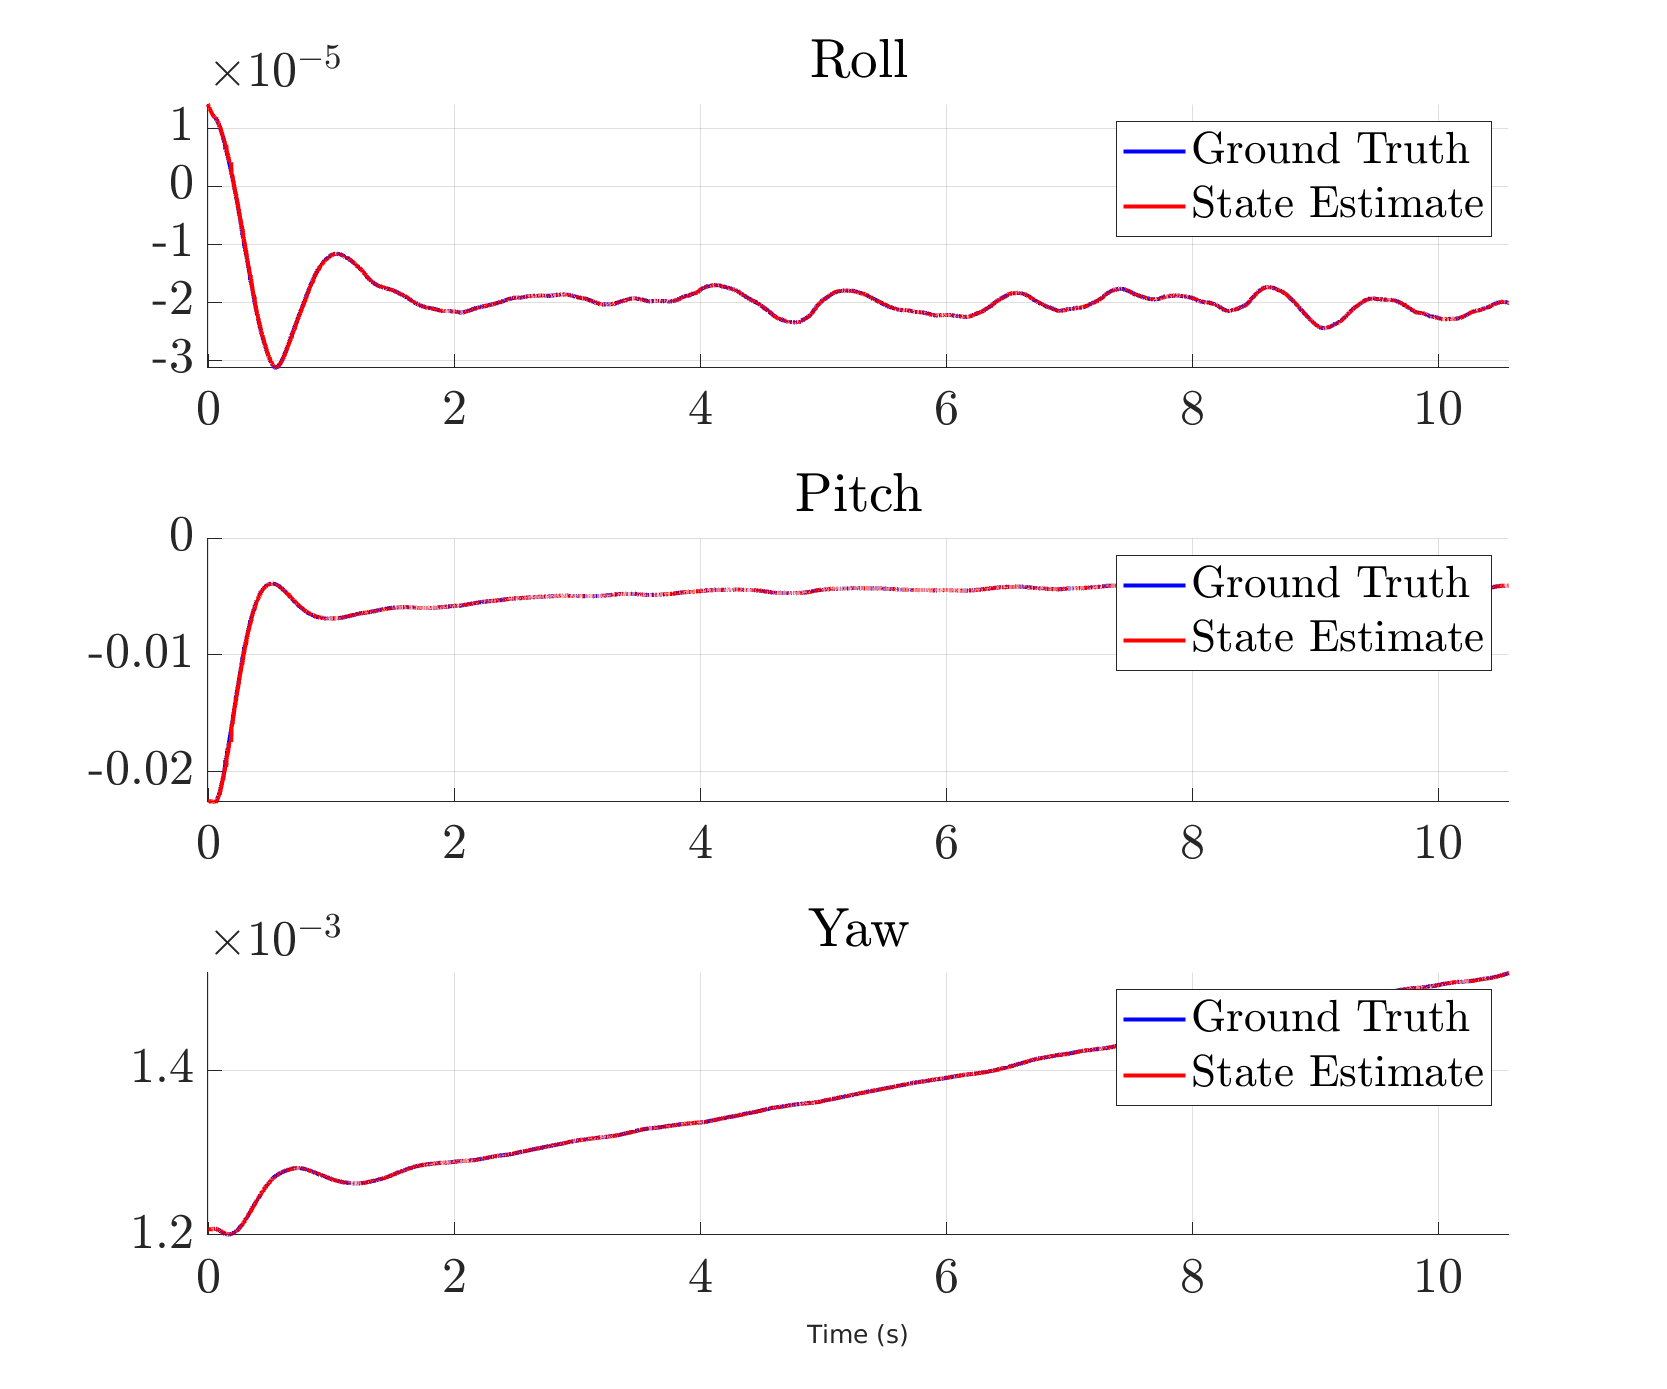 Roll
×10⁻⁵
1
0
-1
-2
-3
0 2 4 6 8 10
Ground Truth
State Estimate
Pitch
0
-0.01
-0.02
0 2 4 6 8 10
Ground Truth
State Estimate
Yaw
×10⁻³
1.4
1.2
0 2 4 6 8 10
Ground Truth
State Estimate
Time (s)